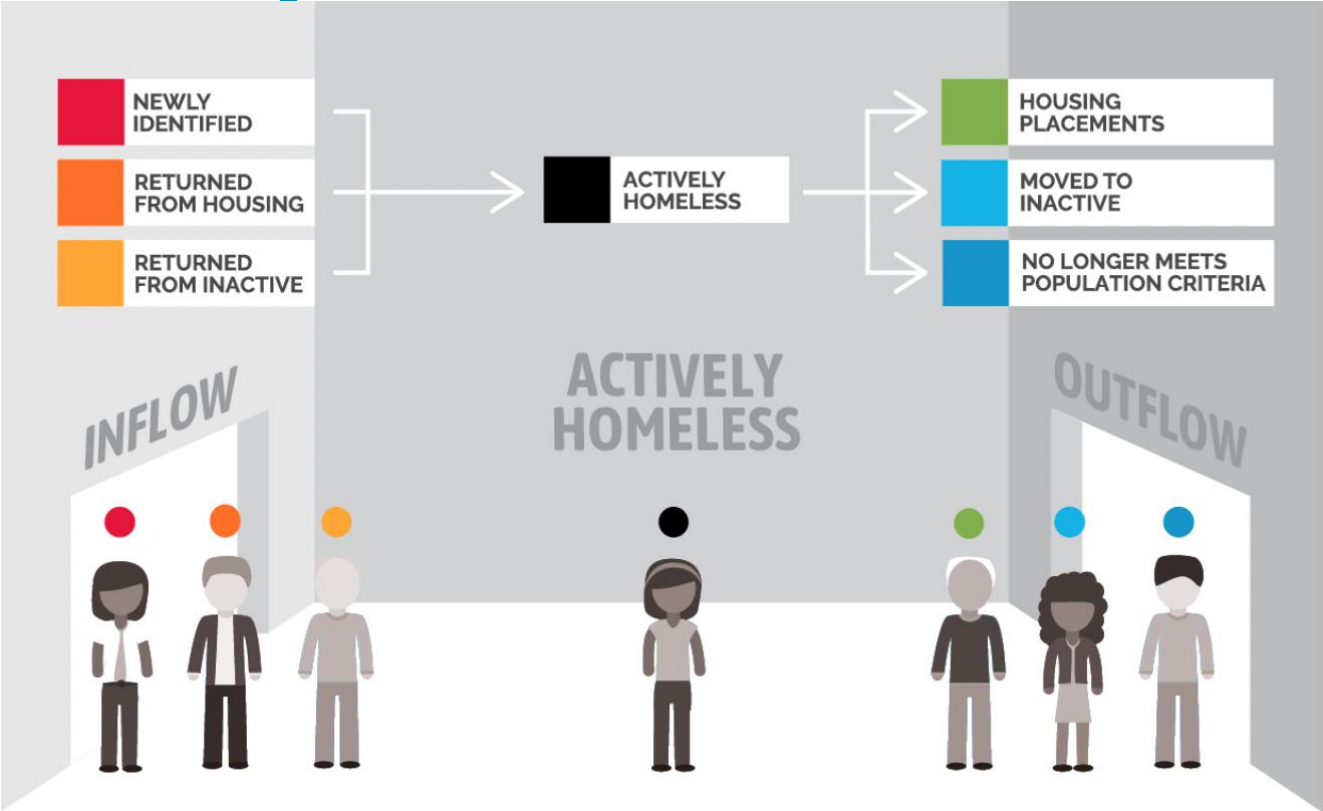 NEWLY
IDENTIFIED
RETURNED
FROM HOUSING
RETURNED
FROM INACTIVE
ACTIVELY
HOMELESS
HOUSING
PLACEMENTS
MOVED TO
INACTIVE
NO LONGER MEETS
POPULATION CRITERIA
INFLOW
ACTIVELY
HOMELESS
OUTFLOW